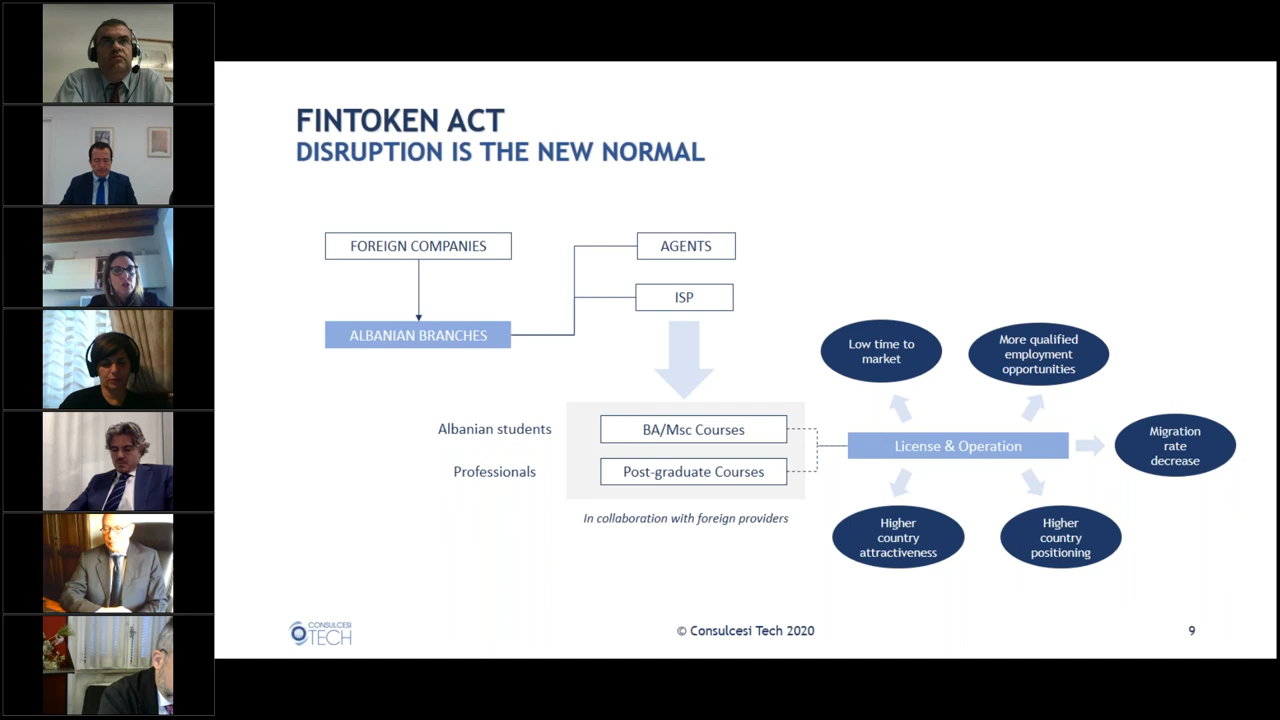 FINTOKEN ACT
DISRUPTION IS THE NEW NORMAL
FOREIGN COMPANIES
AGENTS
ISP
ALBANIAN BRANCHES
Low time to
market
More qualified
employment
opportunities
Albanian students
BA/Msc Courses
Professionals
Post-graduate Courses
In collaboration with foreign providers
License & Operation
Migration
rate
decrease
Higher
country
attractiveness
Higher
country
positioning
CONSULCESI
TECH
© Consulcesi Tech 2020
9